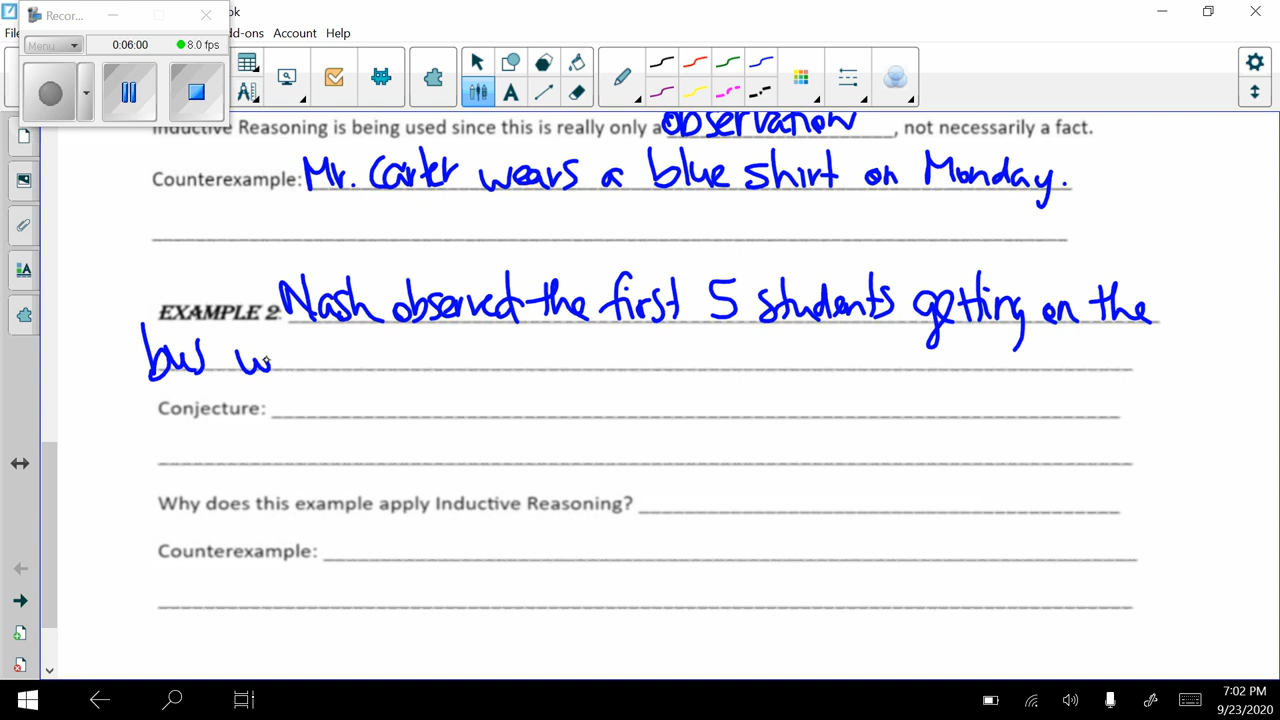 Recor... ok
File dd-ons Account Help
Menu 0:06:00 8.0 fps
Inductive Reasoning is being used since this is really only a observation, not necessarily a fact.
Counterexample: Mr. Carter wears a blue shirt on Monday.
EXAMPLE 2: Nash observed the first 5 students getting on the
bus w
Conjecture:
Why does this example apply Inductive Reasoning?
Counterexample:
7:02 PM
9/23/2020